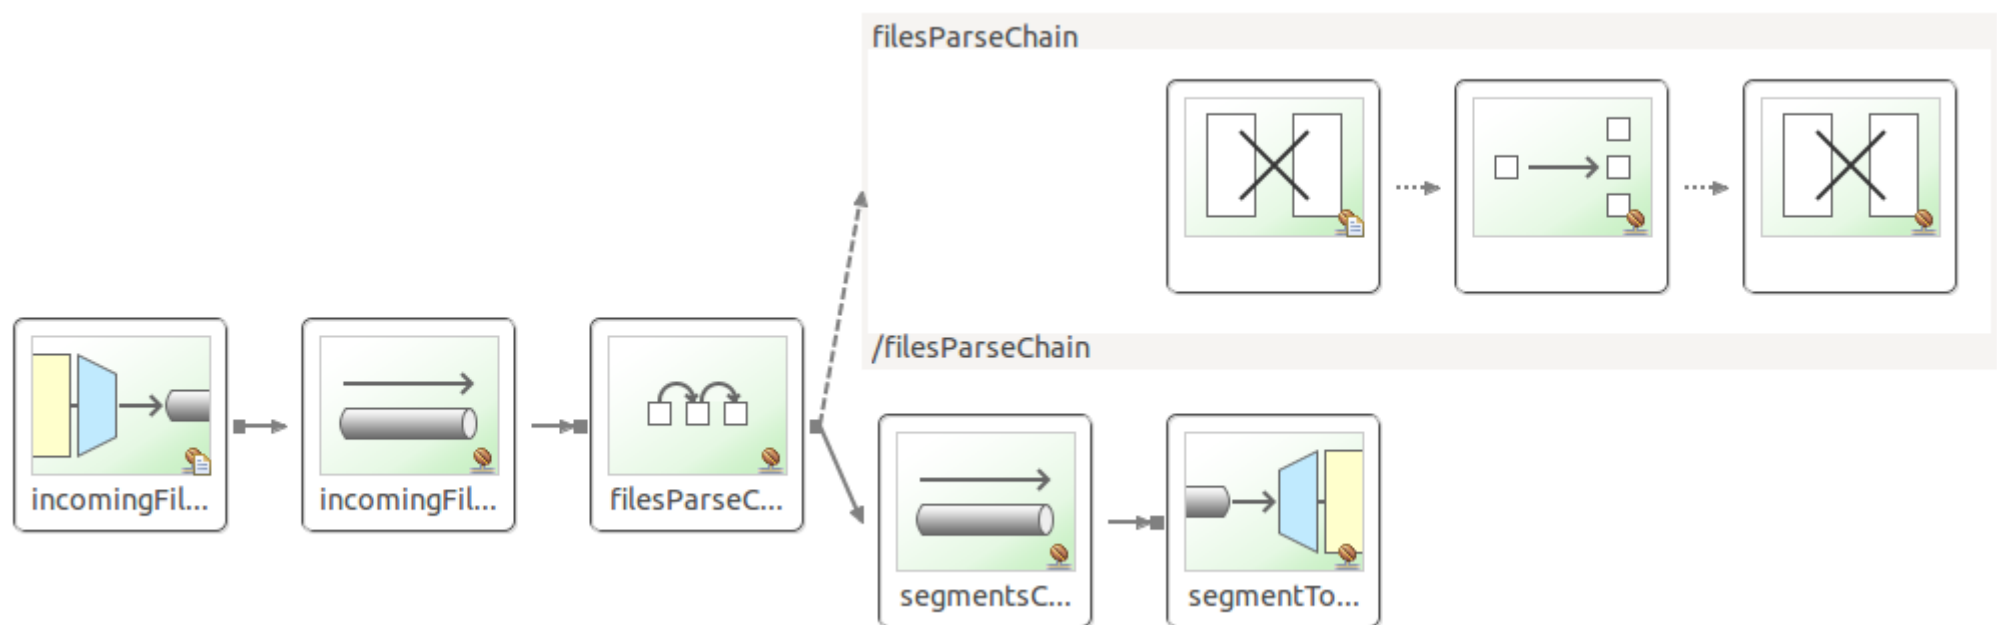 filesParseChain
/filesParseChain
incomingFil...
incomingFil...
filesParseC...
segmentsC...
segmentTo...